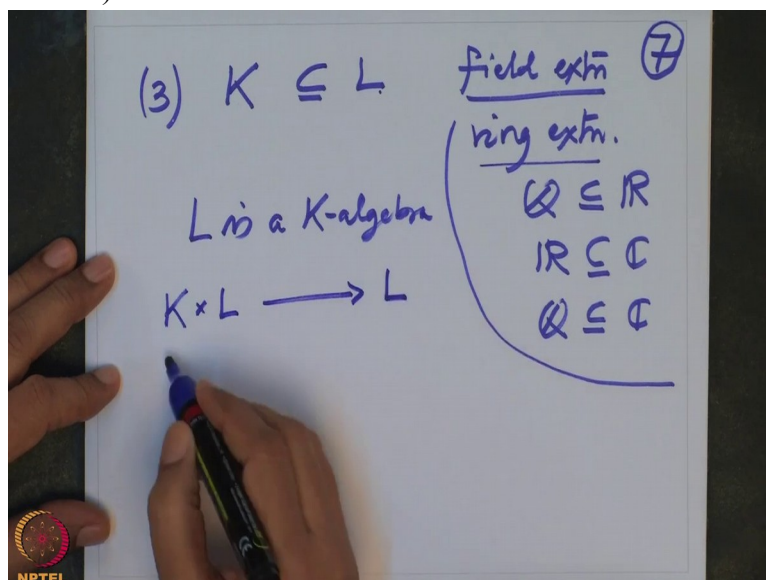 (3) K ⊆ L field extn 7
ring extn.
Q ⊆ R
L is a K-algebra
R ⊆ C
K × L ⟶ L
Q ⊆ C
NPTEL